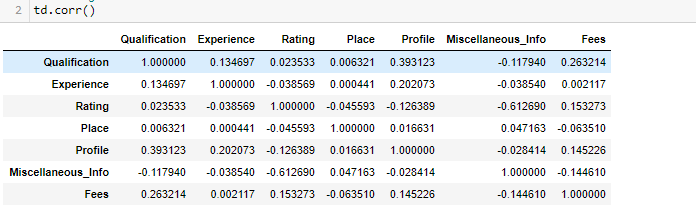 2 td.corr()
Qualification Experience Rating Place Profile Miscellaneous_Info Fees
Qualification 1.000000 0.134697 0.023533 0.006321 0.393123 -0.117940 0.263214
Experience 0.134697 1.000000 -0.038569 0.000441 0.202073 -0.038540 0.002117
Rating 0.023533 -0.038569 1.000000 -0.045593 -0.126389 -0.612690 0.153273
Place 0.006321 0.000441 -0.045593 1.000000 0.016631 0.047163 -0.063510
Profile 0.393123 0.202073 -0.126389 0.016631 1.000000 -0.028414 0.145226
Miscellaneous_Info -0.117940 -0.038540 -0.612690 0.047163 -0.028414 1.000000 -0.144610
Fees 0.263214 0.002117 0.153273 -0.063510 0.145226 -0.144610 1.000000